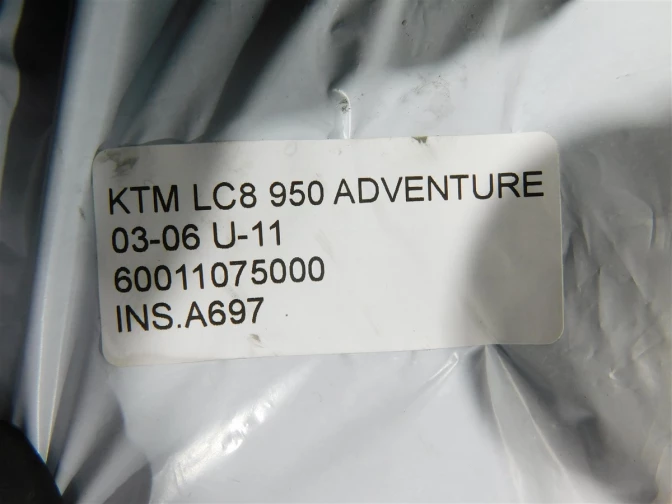 KTM LC8 950 ADVENTURE
03-06 U-11
60011075000
INS.A697